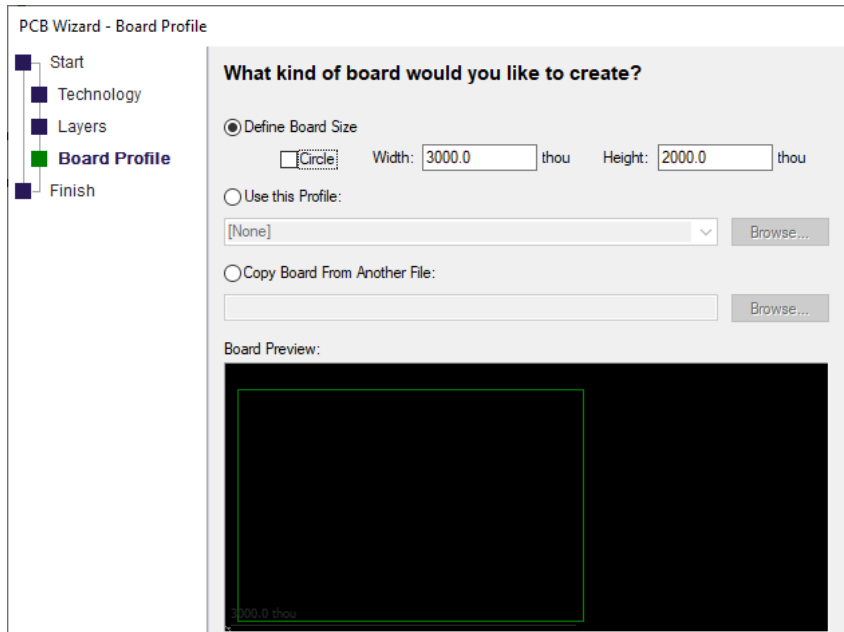 PCB Wizard - Board Profile
Start
Technology
Layers
Board Profile
Finish
What kind of board would you like to create?
Define Board Size
Circle Width: 3000.0 thou Height: 2000.0 thou
Use this Profile:
[None] Browse...
Copy Board From Another File:
Browse...
Board Preview:
3000.0 thou